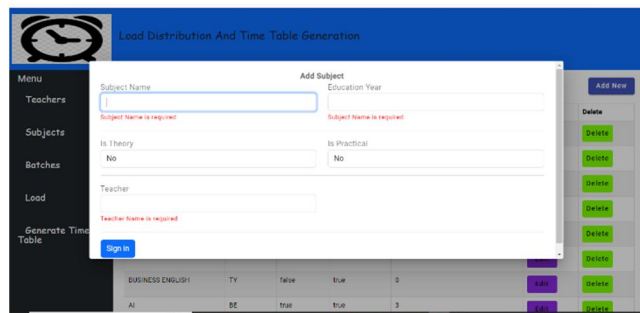 Load Distribution And Time Table Generation
Menu
Teachers
Subjects
Batches
Load
Generate Time Table
Add New
Add Subject
Subject Name
Education Year
Subject Name is required
Subject Name is required
Is Theory
Is Practical
No
No
Teacher
Teacher Name is required
Sign in
Delete
Delete
Delete
Delete
Delete
Delete
Delete
BUSINESS ENGLISH TY false true 0 Edit Delete
AI BE true true 3 Edit Delete